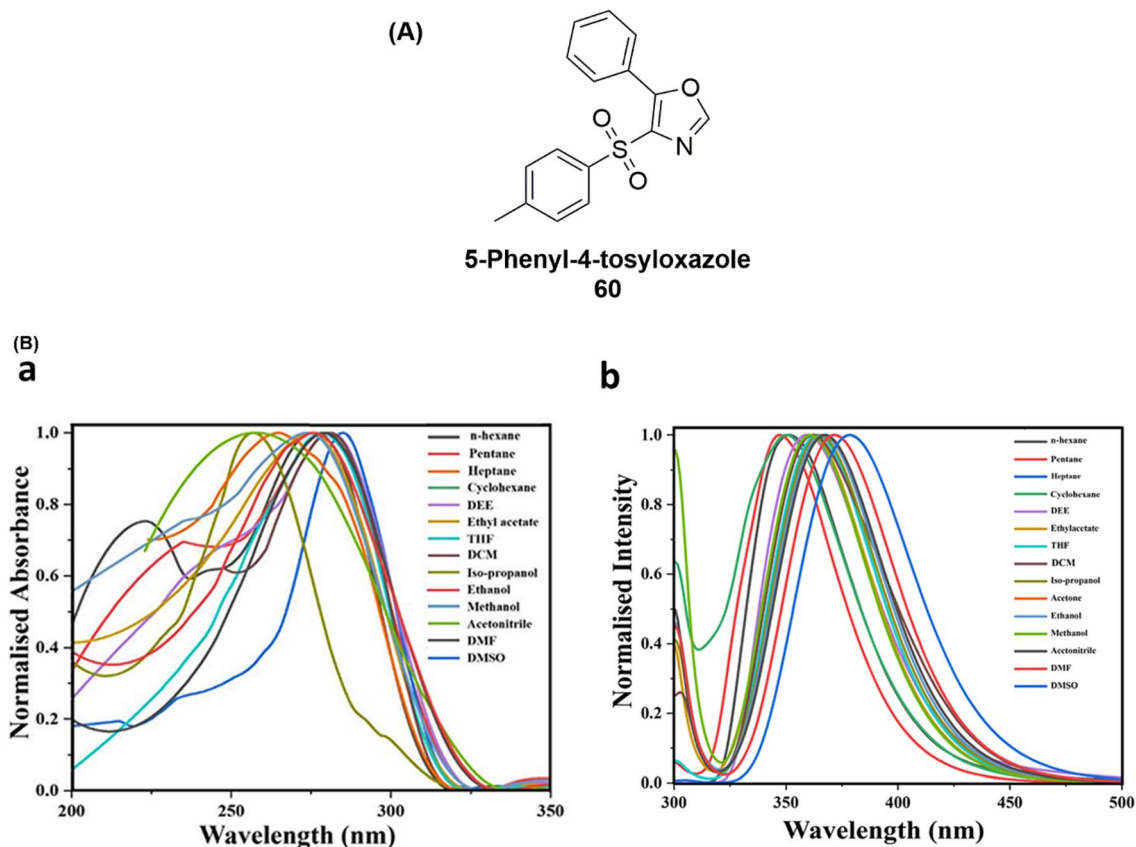 (A)
O
O
S
N
O
5-Phenyl-4-tosyloxazole
60
(B)
a
b
Normalised Absorbance
1.0
0.8
0.6
0.4
0.2
0.0
200
250
300
350
Wavelength (nm)
n-hexane
Pentane
Heptane
Cyclohexane
DEE
Ethyl acetate
THF
DCM
Iso-propanol
Ethanol
Methanol
Acetonitrile
DMF
DMSO
Normalised Intensity
1.0
0.8
0.6
0.4
0.2
0.0
300
350
400
450
500
Wavelength (nm)
n-hexane
Pentane
Heptane
Cyclohexane
DEE
Ethylacetate
THF
DCM
Iso-propanol
Acetone
Ethanol
Methanol
Acetonitrile
DMF
DMSO